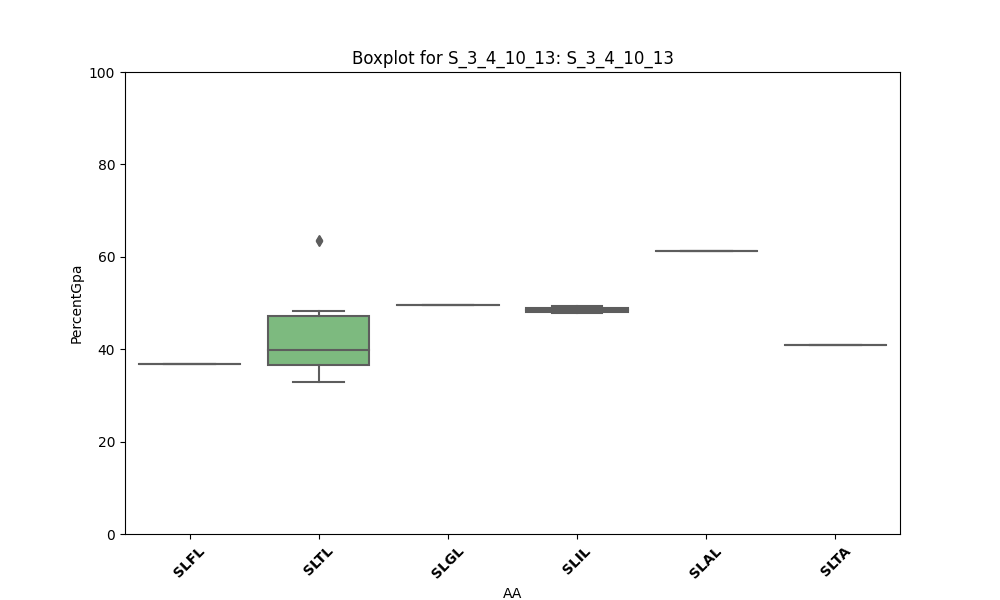 Boxplot for S_3_4_10_13: S_3_4_10_13
100
80
60
40
20
0
PercentGpa
SLFL
SLTL
SLGL
SLIL
SLAL
SLTA
AA